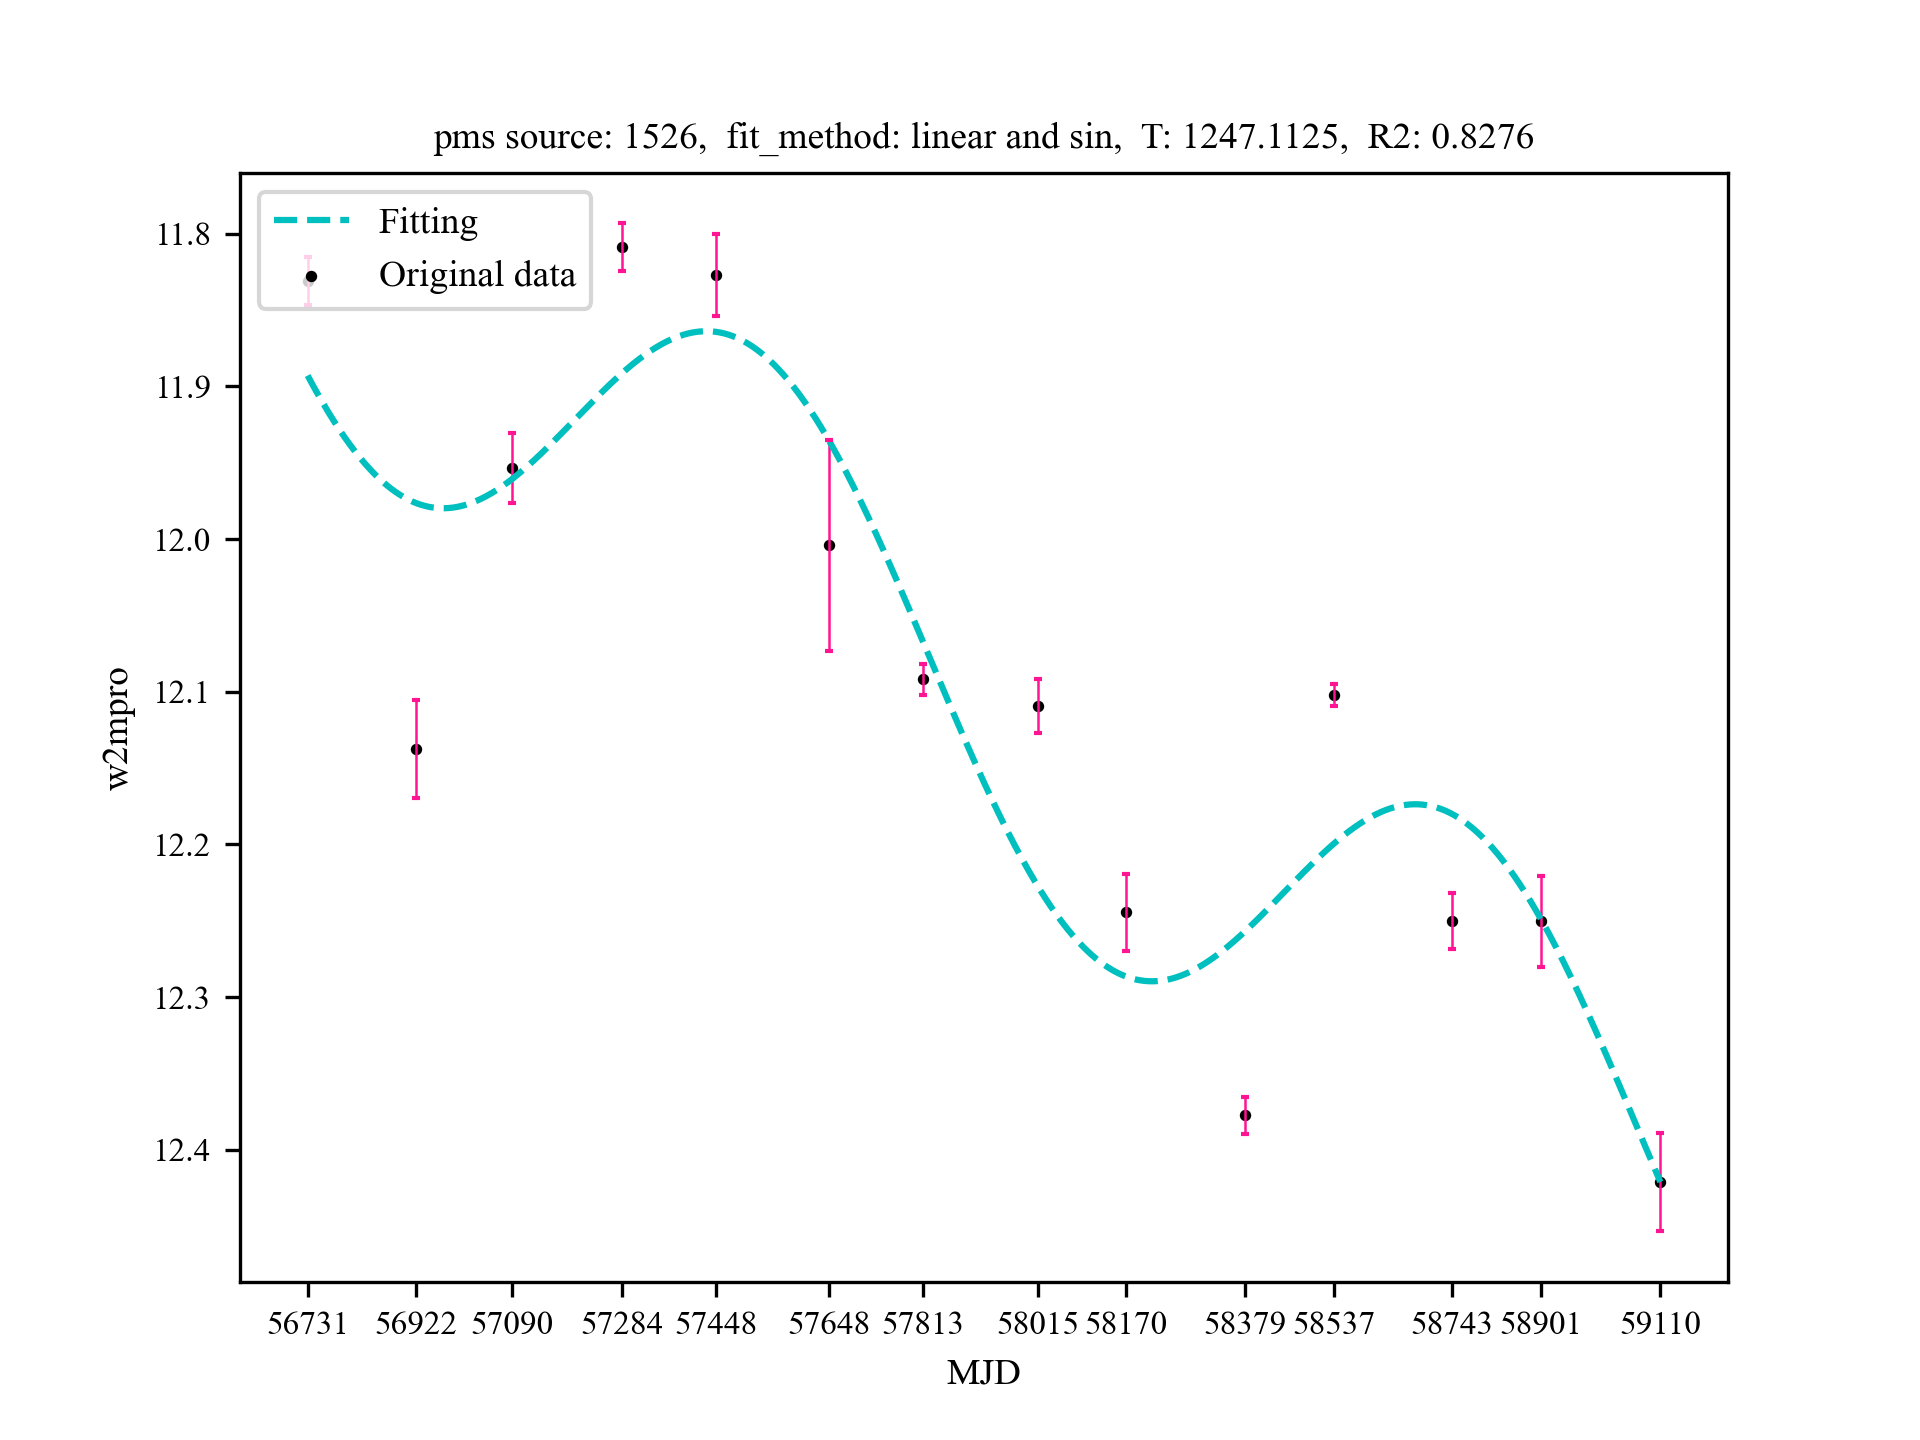 pms source: 1526,  fit_method: linear and sin,  T: 1247.1125,  R2: 0.8276
Fitting
Original data
11.8
11.9
12.0
12.1
12.2
12.3
12.4
w2mpro
56731 56922 57090 57284 57448 57648 57813 58015 58170 58379 58537 58743 58901 59110
MJD